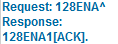 Request: 128ENA^
Response:
128ENA1[ACK].